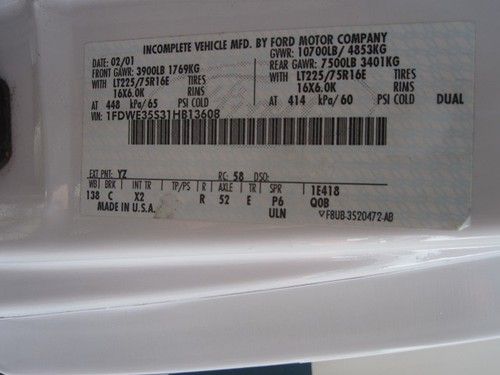 INCOMPLETE VEHICLE MFD. BY FORD MOTOR COMPANY
DATE: 02/01 GVWR: 10700LB/ 4853KG
FRONT GAWR: 3900LB 1769KG REAR GAWR: 7500LB 3401KG
WITH LT225/75R16E TIRES WITH LT225/75R16E TIRES
16X6.0K RINS 16X6.0K RINS
AT 448 kPa/65 PSI COLD AT 414 kPa/60 PSI COLD DUAL
VIN: 1FDWE35S31HB13608
EXT PNT: YZ RC: 58 DSO:
WB BRK INT TR TP/PS R AXLE TR SPR 1E418
138 C X2 R 52 E P6 Q0B
MADE IN U.S.A. ULN F8UB-3520472-AB